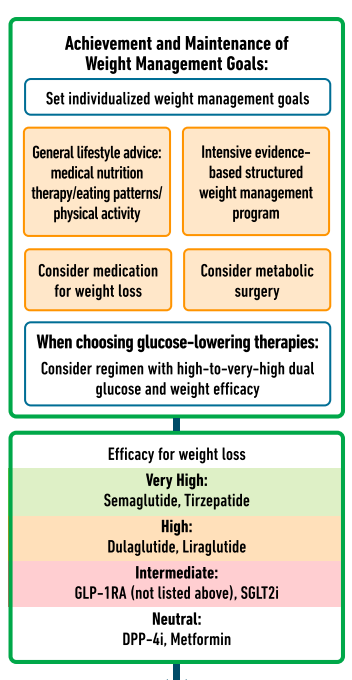 Achievement and Maintenance of
Weight Management Goals:
Set individualized weight management goals
General lifestyle advice:
medical nutrition
therapy/eating patterns/
physical activity
Intensive evidence-
based structured
weight management
program
Consider medication
for weight loss
Consider metabolic
surgery
When choosing glucose-lowering therapies:
Consider regimen with high-to-very-high dual
glucose and weight efficacy
Efficacy for weight loss
Very High:
Semaglutide, Tirzepatide
High:
Dulaglutide, Liraglutide
Intermediate:
GLP-1RA (not listed above), SGLT2i
Neutral:
DPP-4i, Metformin